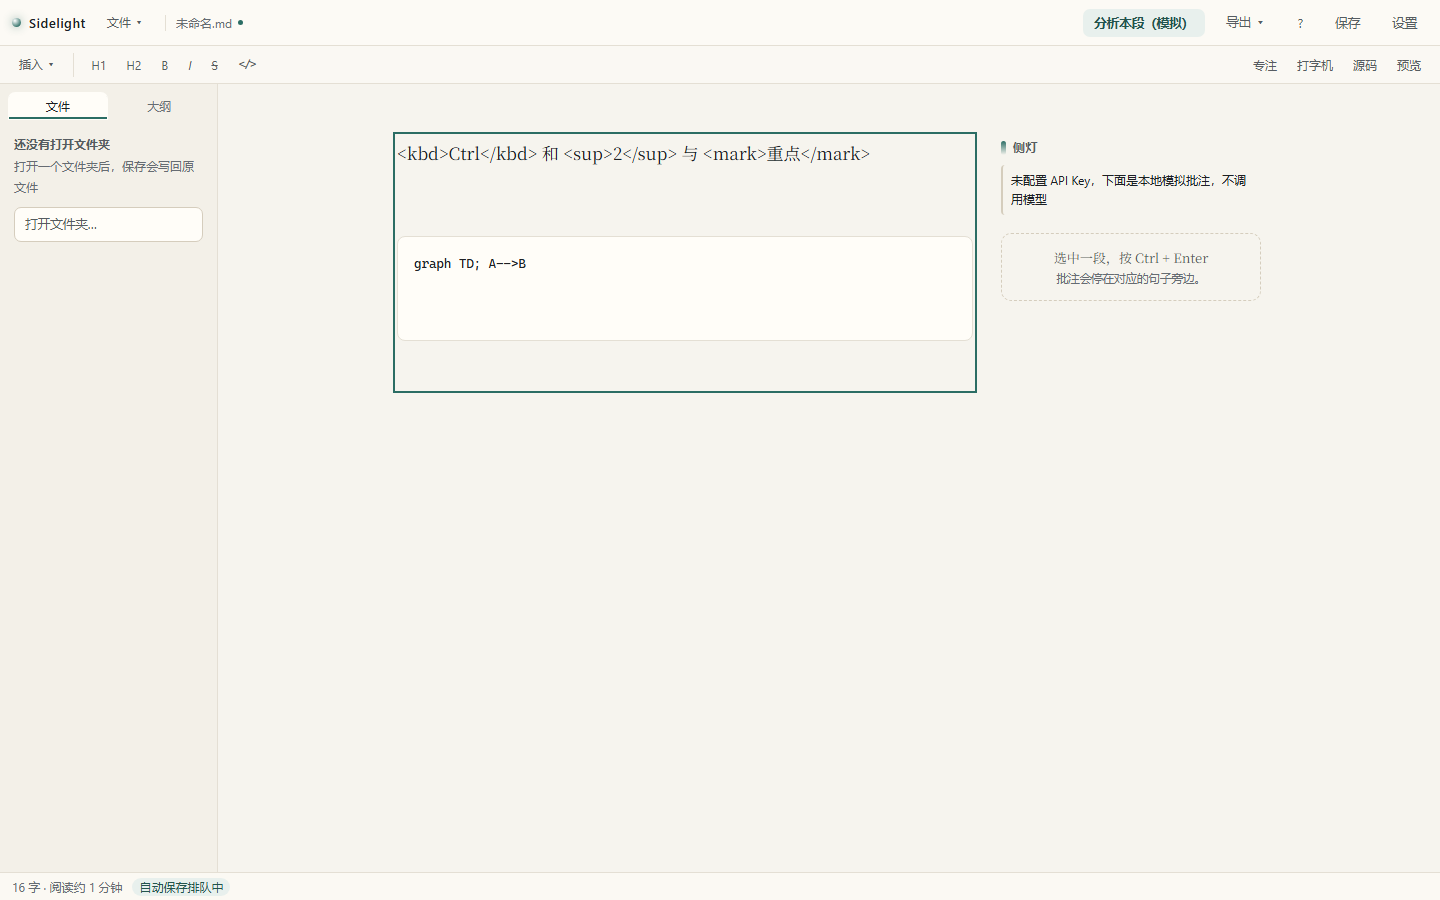 Sidelight 文件 未命名.md 分析本段（模拟） 导出 ? 保存 设置
插入 H1 H2 B I S </> 专注 打字机 源码 预览
文件 大纲
还没有打开文件夹
打开一个文件夹后，保存会写回原
文件
打开文件夹...
<kbd>Ctrl</kbd> 和 <sup>2</sup> 与 <mark>重点</mark>
graph TD; A-->B
侧灯
未配置 API Key，下面是本地模拟批注，不调
用模型
选中一段，按 Ctrl + Enter
批注会停在对应的句子旁边。
16 字 · 阅读约 1 分钟 自动保存排队中